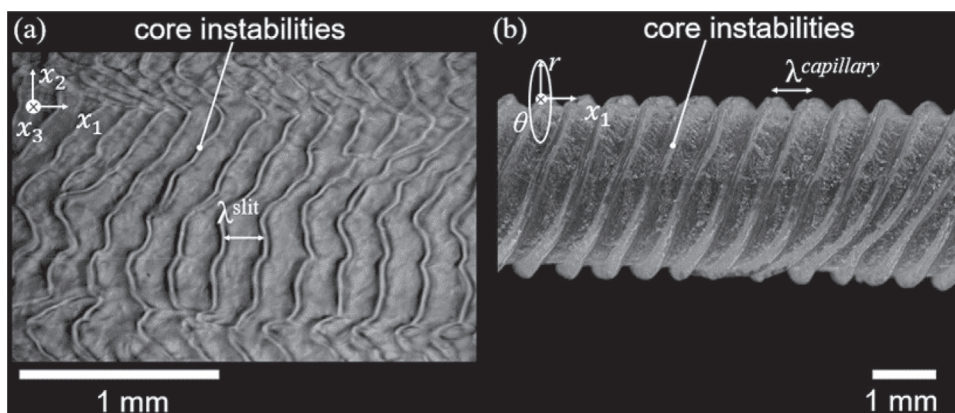 (a)
core instabilities
x₂
x₃
x₁
λˢˡⁱᵗ
1 mm
(b)
core instabilities
r
λᶜᵃᵖⁱˡˡᵃʳʸ
θ
x₁
1 mm